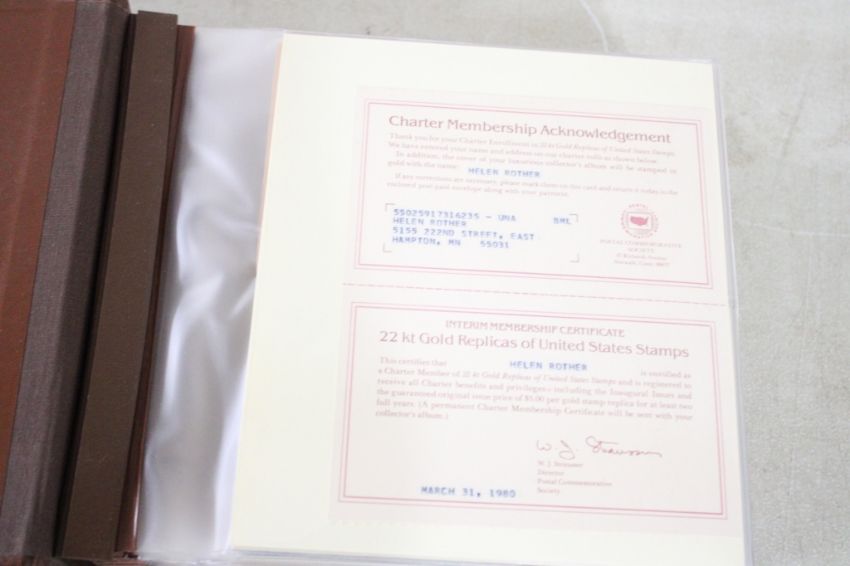 Charter Membership Acknowledgement
Thank you for your Charter Enrollment in 22 kt Gold Replicas of United States Stamps.
We have entered your name and address on our charter rolls as shown below.
In addition, the cover of your luxurious collector's album will be stamped in
gold with the name: HELEN ROTHER
If any corrections are necessary, please mark them on this card and return it today in the
enclosed post-paid envelope along with your payment.
55025917316235 - UNA BML
HELEN ROTHER
5155 222ND STREET, EAST
HAMPTON, MN 55031
POSTAL COMMEMORATIVE
SOCIETY
Norwalk, Conn. 06857
INTERIM MEMBERSHIP CERTIFICATE
22 kt Gold Replicas of United States Stamps
This certifies that HELEN ROTHER is enrolled as
a Charter Member of 22 kt Gold Replicas of United States Stamps and is registered to
receive all Charter benefits and privileges—including the Inaugural Issues and
the guaranteed original issue price of $5.00 per gold stamp replica for at least two
full years. (A permanent Charter Membership Certificate will be sent with your
collector's album.)
W. J.
Director
Postal Commemorative
Society
MARCH 31, 1980